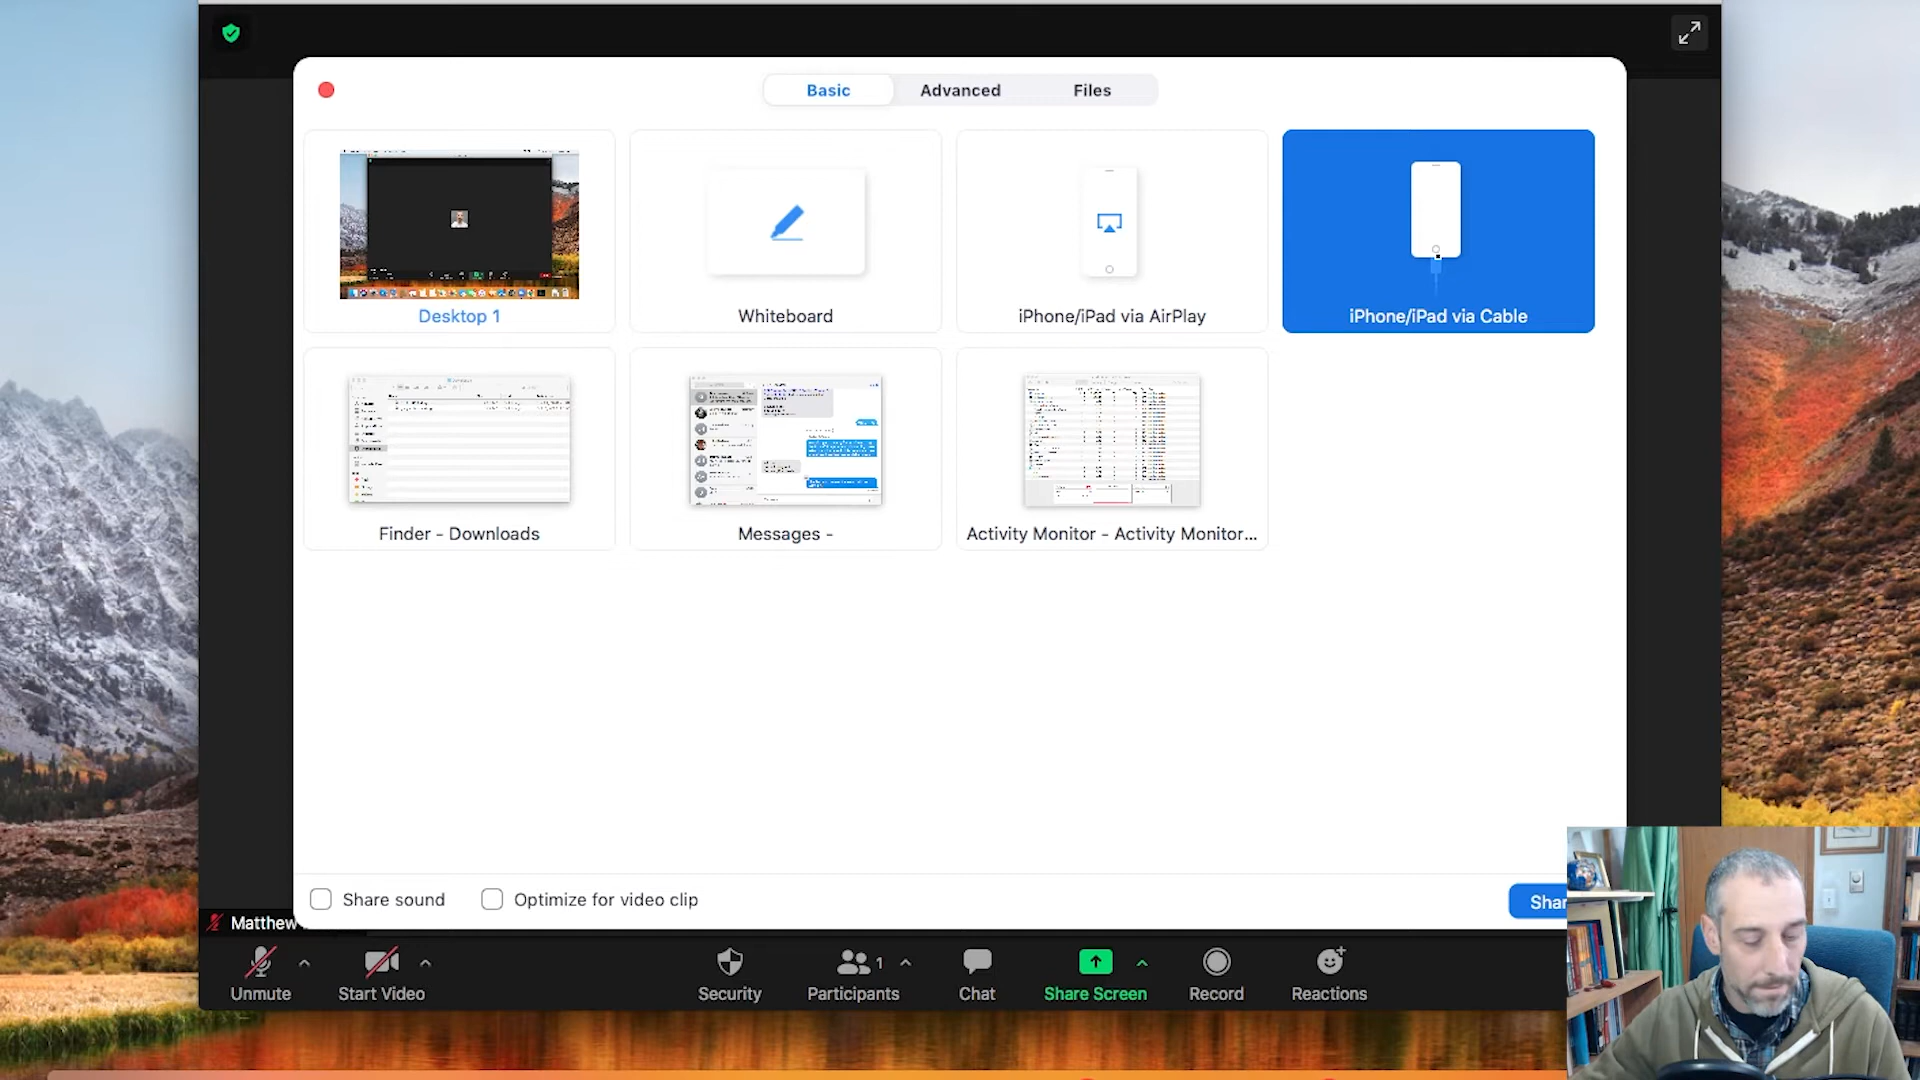 Basic
Advanced
Files
Desktop 1
Whiteboard
iPhone/iPad via AirPlay
iPhone/iPad via Cable
Finder - Downloads
Messages -
Activity Monitor - Activity Monitor...
Share sound
Optimize for video clip
Shar
Matthew
Unmute
Start Video
Security
1
Participants
Chat
Share Screen
Record
Reactions